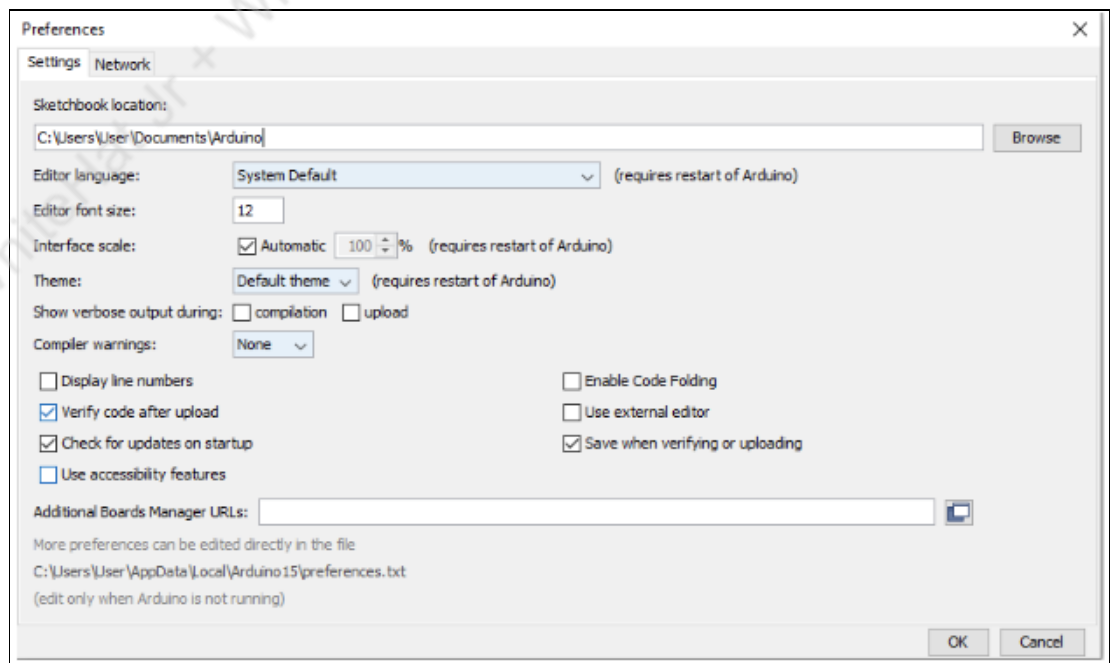 Preferences
Settings Network
Sketchbook location:
C:\Users\User\Documents\Arduino
Browse
Editor language: System Default (requires restart of Arduino)
Editor font size: 12
Interface scale: Automatic 100 % (requires restart of Arduino)
Theme: Default theme (requires restart of Arduino)
Show verbose output during: compilation upload
Compiler warnings: None
Display line numbers Enable Code Folding
Verify code after upload Use external editor
Check for updates on startup Save when verifying or uploading
Use accessibility features
Additional Boards Manager URLs:
More preferences can be edited directly in the file
C:\Users\User\AppData\Local\Arduino15\preferences.txt
(edit only when Arduino is not running)
OK Cancel